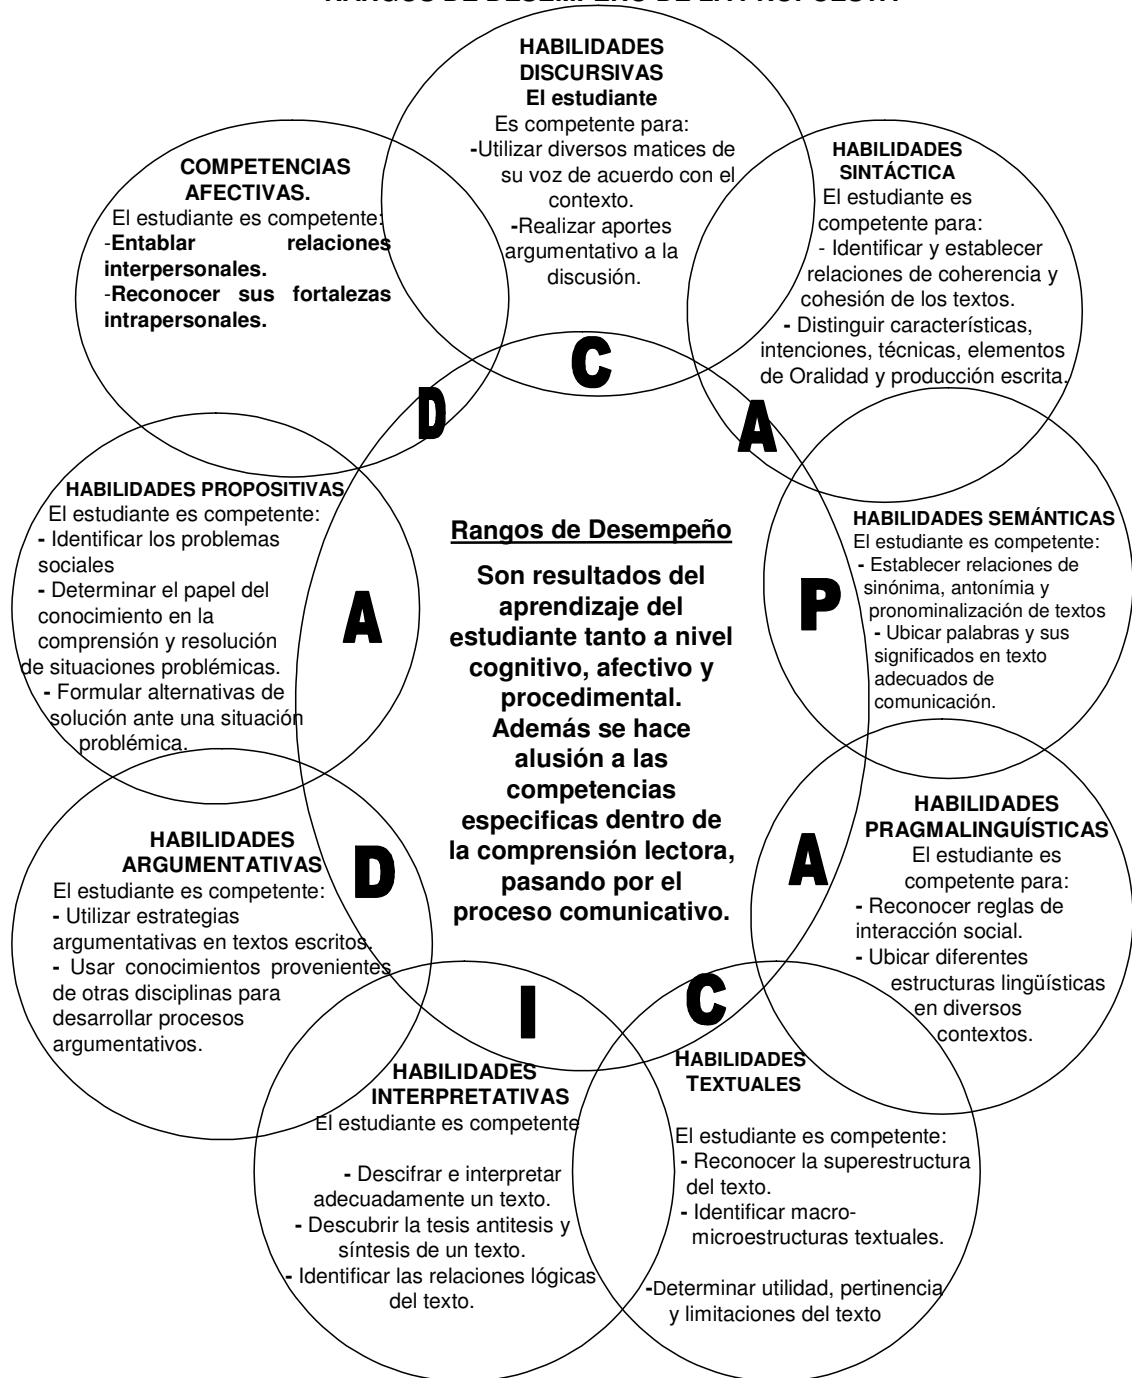 HABILIDADES
DISCURSIVAS
El estudiante
Es competente para:
-Utilizar diversos matices de
su voz de acuerdo con el
contexto.
-Realizar aportes
argumentativo a la
discusión.
C
HABILIDADES
SINTÁCTICA
El estudiante es
competente para:
- Identificar y establecer
relaciones de coherencia y
cohesión de los textos.
- Distinguir características,
intenciones, técnicas, elementos
de Oralidad y producción escrita.
A
HABILIDADES SEMÁNTICAS
El estudiante es competente:
- Establecer relaciones de
sinónima, antonímia y
pronominalización de textos
- Ubicar palabras y sus
significados en texto
adecuados de
comunicación.
P
HABILIDADES
PRAGMALINGUÍSTICAS
El estudiante es
competente para:
- Reconocer reglas de
interacción social.
- Ubicar diferentes
estructuras lingüísticas
en diversos
contextos.
A
HABILIDADES
TEXTUALES
El estudiante es competente:
- Reconocer la superestructura
del texto.
- Identificar macro-
microestructuras textuales.
-Determinar utilidad, pertinencia
y limitaciones del texto
C
HABILIDADES
INTERPRETATIVAS
El estudiante es competente
- Descifrar e interpretar
adecuadamente un texto.
- Descubrir la tesis antitesis y
síntesis de un texto.
- Identificar las relaciones lógicas
del texto.
I
HABILIDADES
ARGUMENTATIVAS
El estudiante es competente:
- Utilizar estrategias
argumentativas en textos escritos.
- Usar conocimientos provenientes
de otras disciplinas para
desarrollar procesos
argumentativos.
D
HABILIDADES PROPOSITIVAS
El estudiante es competente:
- Identificar los problemas
sociales
- Determinar el papel del
conocimiento en la
comprensión y resolución
de situaciones problémicas.
- Formular alternativas de
solución ante una situación
problémica.
A
COMPETENCIAS
AFECTIVAS.
El estudiante es competente:
-Entablar relaciones
interpersonales.
-Reconocer sus fortalezas
intrapersonales.
D
Rangos de Desempeño
Son resultados del
aprendizaje del
estudiante tanto a nivel
cognitivo, afectivo y
procedimental.
Además se hace
alusión a las
competencias
especificas dentro de
la comprensión lectora,
pasando por el
proceso comunicativo.